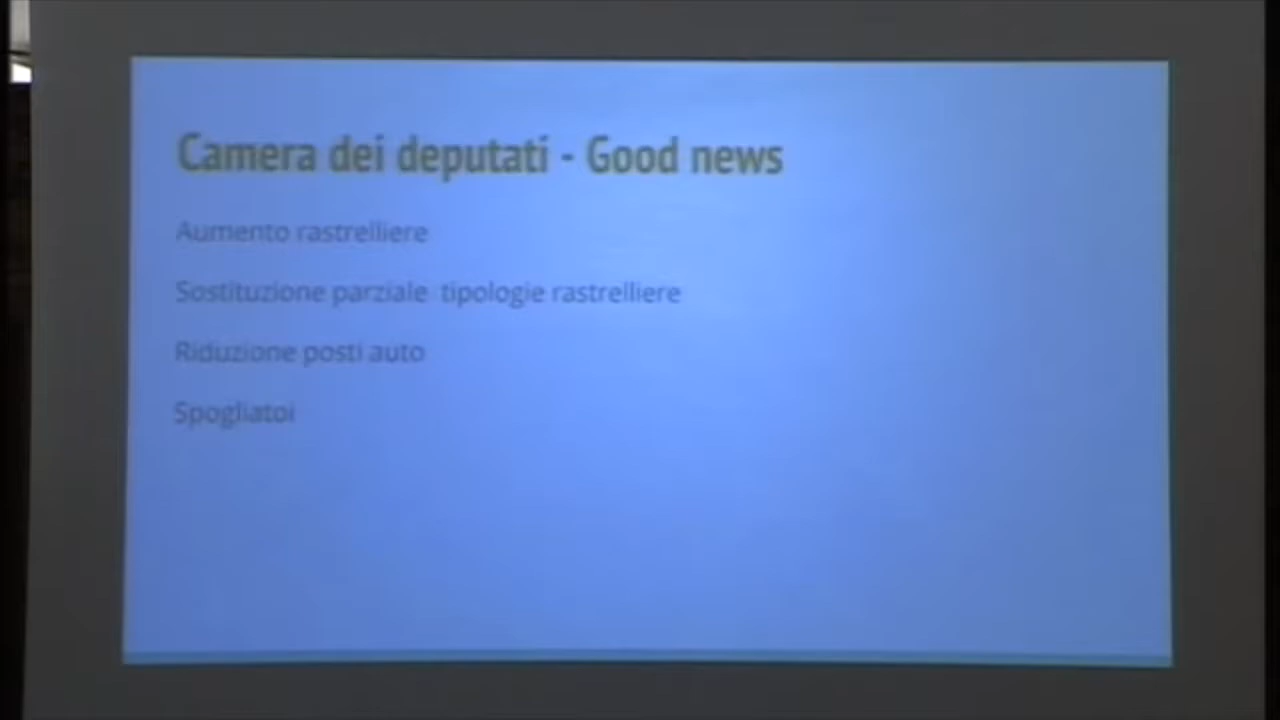 Camera dei deputati - Good news
Aumento rastrelliere
Sostituzione parziale tipologie rastrelliere
Riduzione posti auto
Spogliatoi